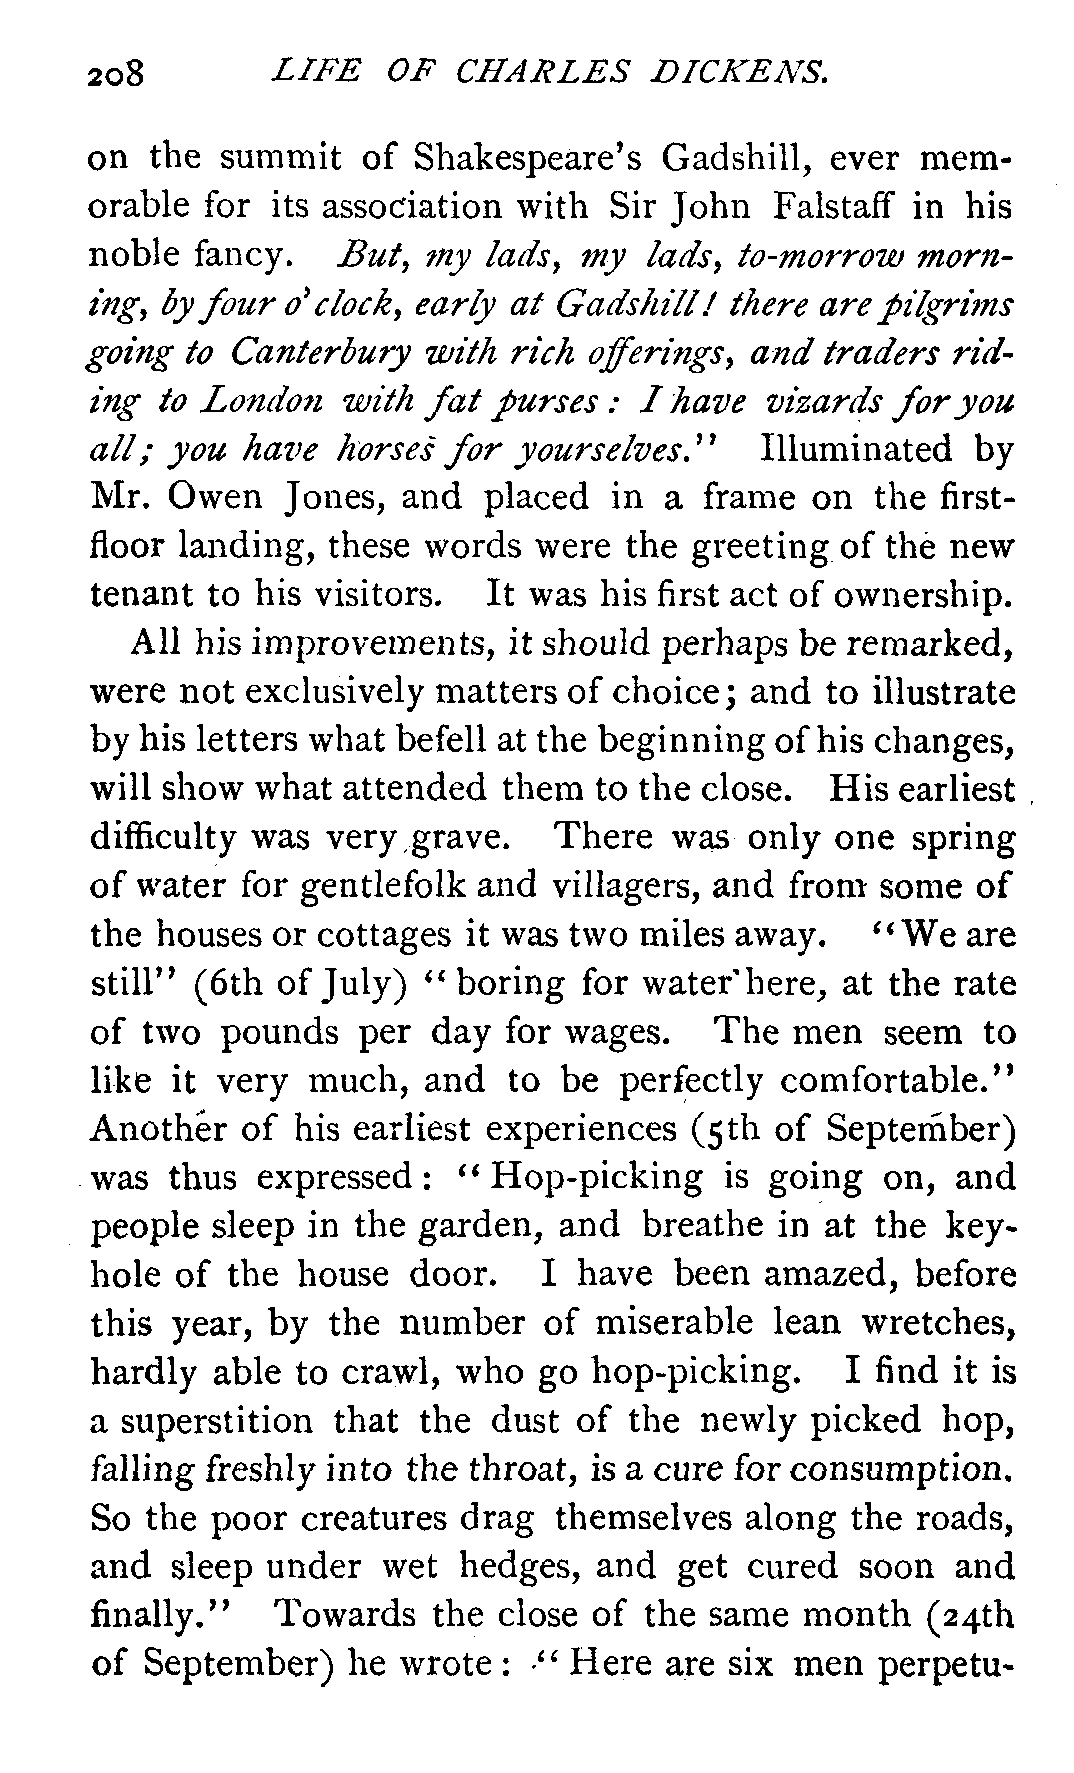 208 LIFE OF CHARLES DICKENS.
on the summit of Shakespeare's Gadshill, ever mem-
orable for its association with Sir John Falstaff in his
noble fancy. But, my lads, my lads, to-morrow morn-
ing, by four o'clock, early at Gadshill! there are pilgrims
going to Canterbury with rich offerings, and traders rid-
ing to London with fat purses: I have vizards for you
all; you have horses for yourselves." Illuminated by
Mr. Owen Jones, and placed in a frame on the first-
floor landing, these words were the greeting of the new
tenant to his visitors. It was his first act of ownership.
All his improvements, it should perhaps be remarked,
were not exclusively matters of choice; and to illustrate
by his letters what befell at the beginning of his changes,
will show what attended them to the close. His earliest
difficulty was very grave. There was only one spring
of water for gentlefolk and villagers, and from some of
the houses or cottages it was two miles away. "We are
still" (6th of July) "boring for water here, at the rate
of two pounds per day for wages. The men seem to
like it very much, and to be perfectly comfortable."
Another of his earliest experiences (5th of September)
was thus expressed: "Hop-picking is going on, and
people sleep in the garden, and breathe in at the key-
hole of the house door. I have been amazed, before
this year, by the number of miserable lean wretches,
hardly able to crawl, who go hop-picking. I find it is
a superstition that the dust of the newly picked hop,
falling freshly into the throat, is a cure for consumption.
So the poor creatures drag themselves along the roads,
and sleep under wet hedges, and get cured soon and
finally." Towards the close of the same month (24th
of September) he wrote: "Here are six men perpetu-